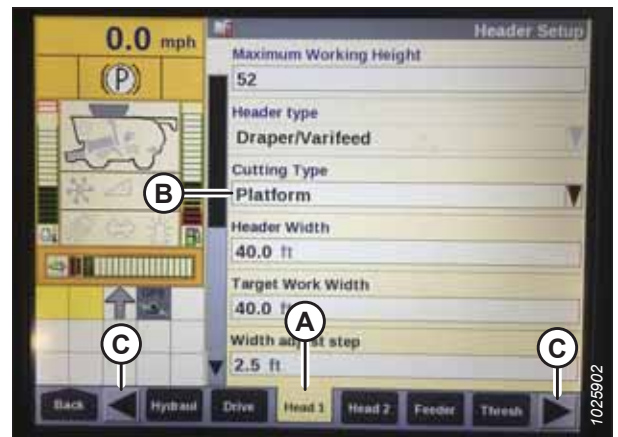 0.0 mph
Header Setup
Maximum Working Height
52
(P)
Header type
Draper/Varifeed
Cutting Type
B
Platform
Header Width
40.0 ft
Target Work Width
40.0 ft
A
C
C
Width adjust step
2.5 ft
Back
Hydraul
Drive
Head 1
Head 2
Feeder
Thresh
1025902